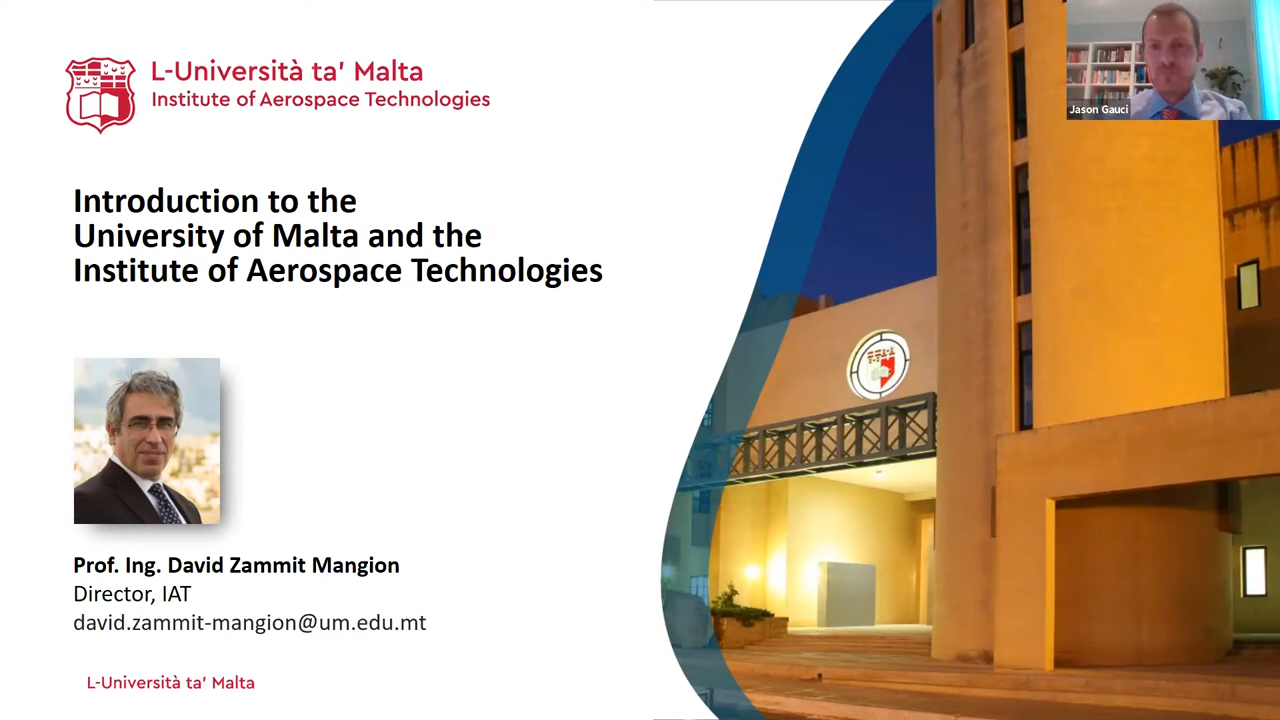 L-Università ta' Malta
Institute of Aerospace Technologies
Jason Gauci
Introduction to the
University of Malta and the
Institute of Aerospace Technologies
Prof. Ing. David Zammit Mangion
Director, IAT
david.zammit-mangion@um.edu.mt
L-Università ta' Malta